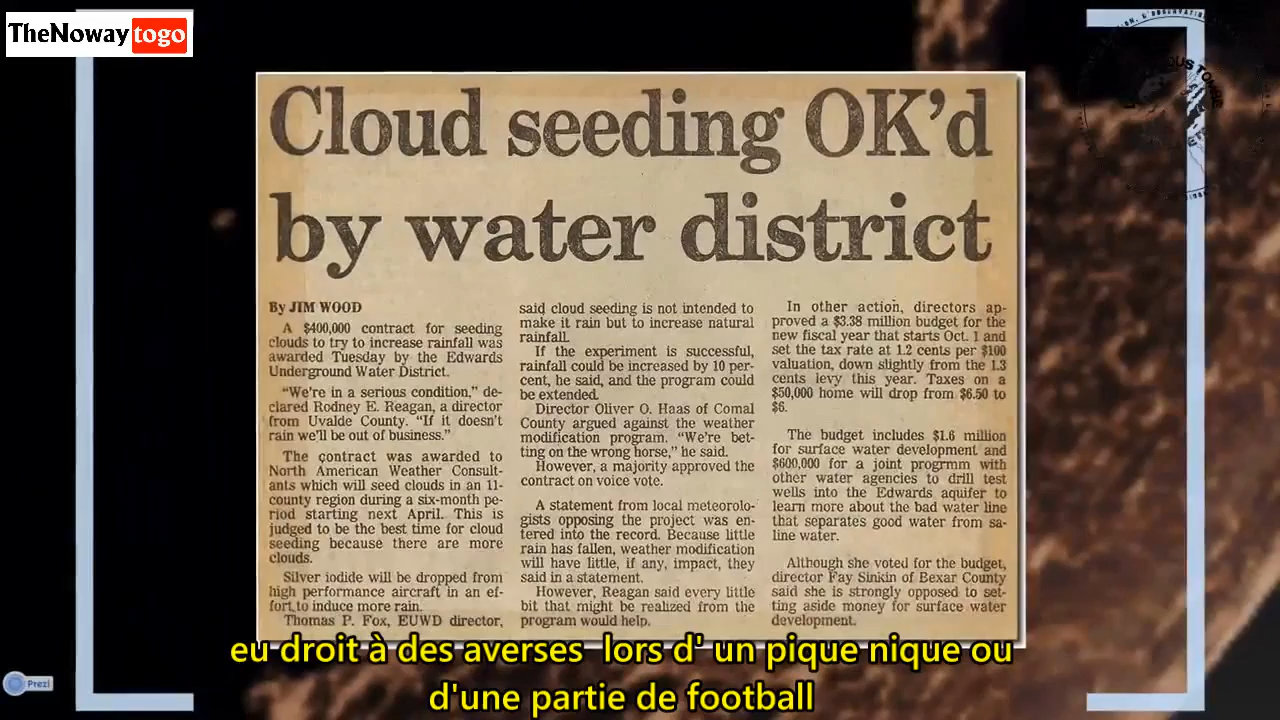 TheNowaytogo
Cloud seeding OK'd
by water district
By JIM WOOD
A $400,000 contract for seeding
clouds to try to increase rainfall was
awarded Tuesday by the Edwards
Underground Water District.
"We're in a serious condition," de-
clared Rodney E. Reagan, a director
from Uvalde County. "If it doesn't
rain we'll be out of business."
The contract was awarded to
North American Weather Consult-
ants which will seed clouds in an 11-
county region during a six-month pe-
riod starting next April. This is
judged to be the best time for cloud
seeding because there are more
clouds.
Silver iodide will be dropped from
high performance aircraft in an ef-
fort to induce more rain.
Thomas P. Fox, EUWD director,
said cloud seeding is not intended to
make it rain but to increase natural
rainfall.
If the experiment is successful,
rainfall could be increased by 10 per-
cent, he said, and the program could
be extended.
Director Oliver O. Haas of Comal
County argued against the weather
modification program. "We're bet-
ting on the wrong horse," he said.
However, a majority approved the
contract on voice vote.
A statement from local meteorolo-
gists opposing the project was en-
tered into the record. Because little
rain has fallen, weather modification
will have little, if any, impact, they
said in a statement.
However, Reagan said every little
bit that might be realized from the
program would help.
In other action, directors ap-
proved a $3.38 million budget for the
new fiscal year that starts Oct. 1 and
set the tax rate at 1.2 cents per $100
valuation, down slightly from the 1.3
cents levy this year. Taxes on a
$50,000 home will drop from $6.50 to
$6.
The budget includes $1.6 million
for surface water development and
$600,000 for a joint progrmm with
other water agencies to drill test
wells into the Edwards aquifer to
learn more about the bad water line
that separates good water from sa-
line water.
Although she voted for the budget,
director Fay Sinkin of Bexar County
said she is strongly opposed to set-
ting aside money for surface water
development.
Prezi
eu droit à des averses lors d' un pique nique ou
d'une partie de football